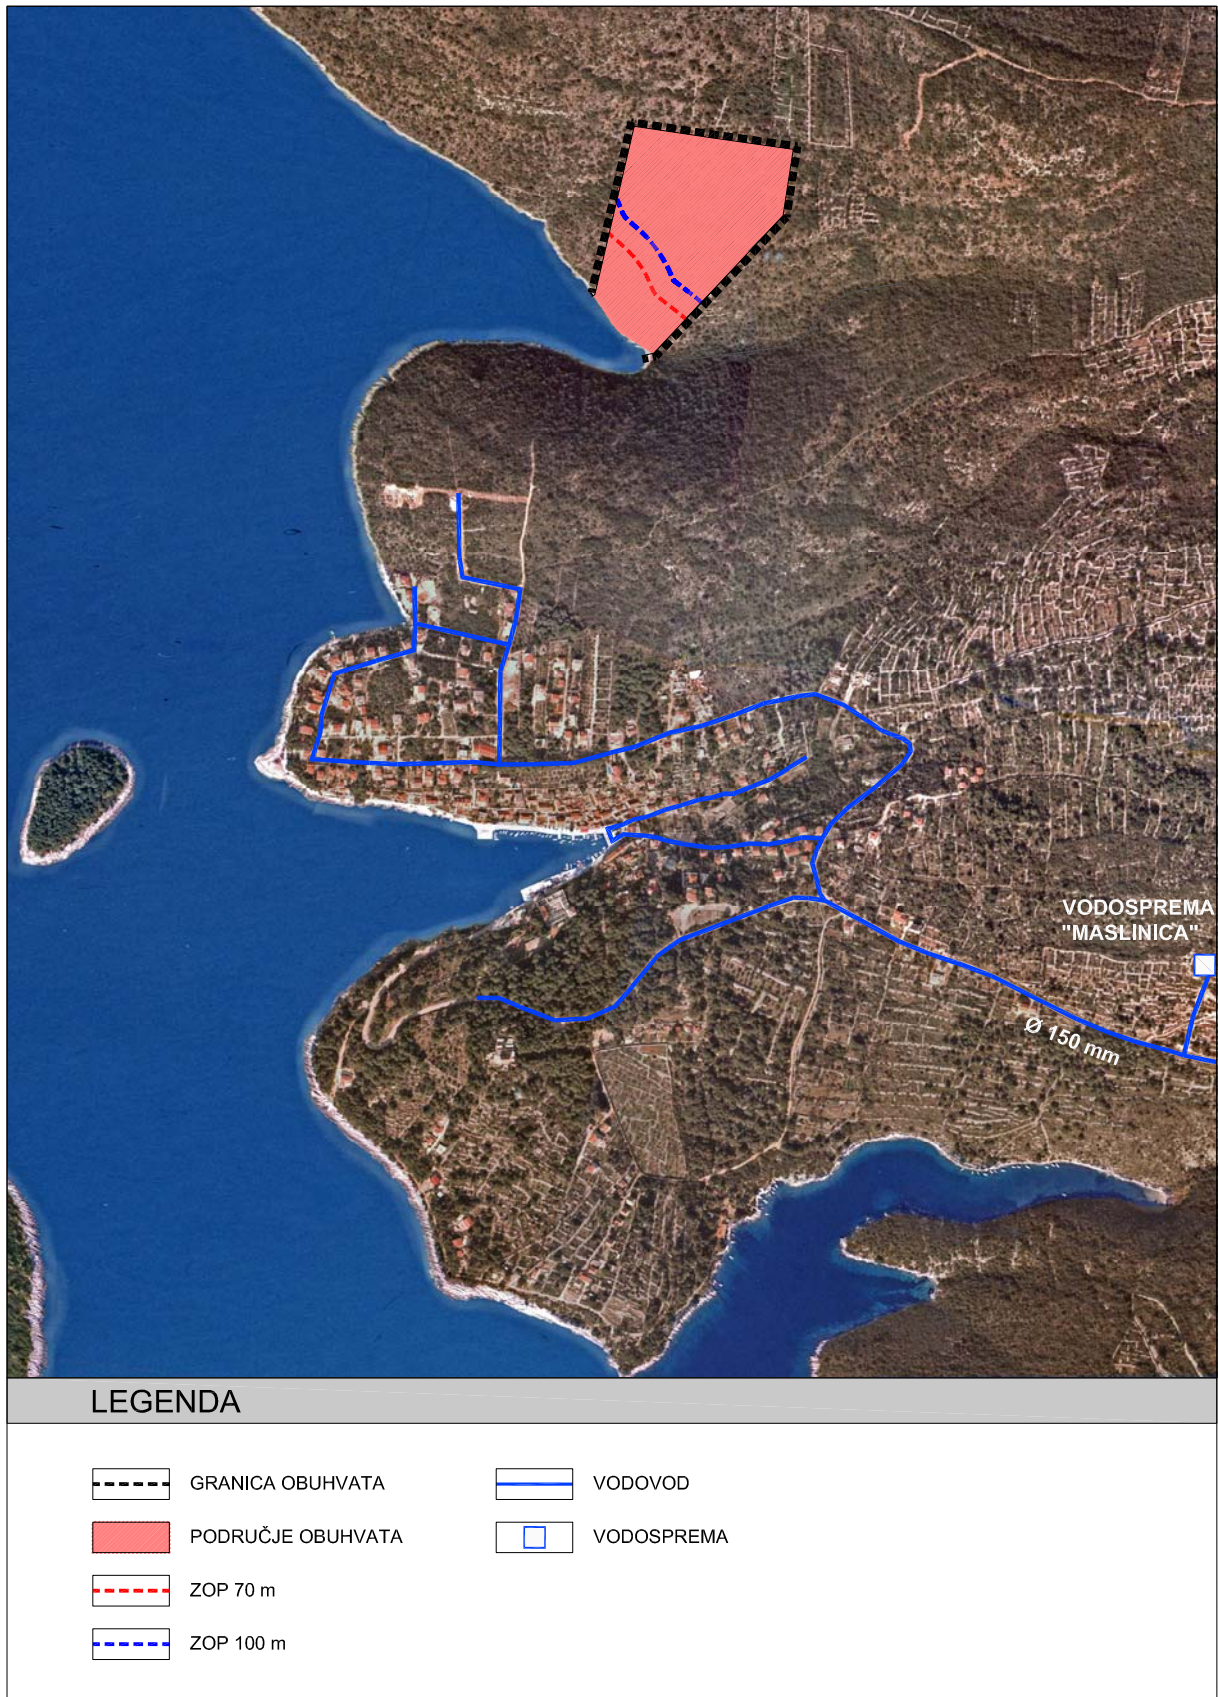 VODOSPREMA
"MASLINICA"
Ø 150 mm
LEGENDA
GRANICA OBUHVATA
PODRUČJE OBUHVATA
ZOP 70 m
ZOP 100 m
VODOVOD
VODOSPREMA